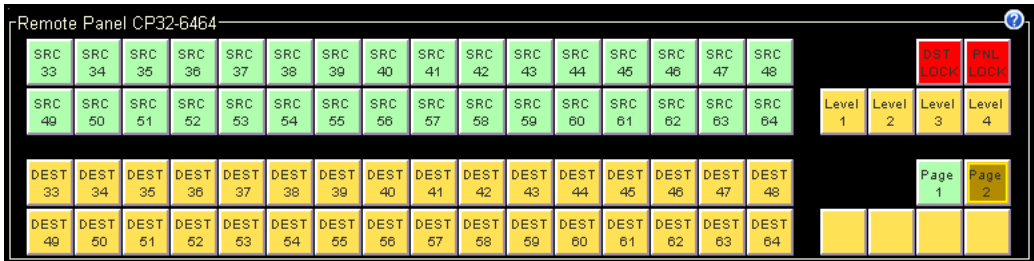 Remote Panel CP32-6464 ?
SRC 33 SRC 34 SRC 35 SRC 36 SRC 37 SRC 38 SRC 39 SRC 40 SRC 41 SRC 42 SRC 43 SRC 44 SRC 45 SRC 46 SRC 47 SRC 48 DST LOCK PNL LOCK
SRC 49 SRC 50 SRC 51 SRC 52 SRC 53 SRC 54 SRC 55 SRC 56 SRC 57 SRC 58 SRC 59 SRC 60 SRC 61 SRC 62 SRC 63 SRC 64 Level 1 Level 2 Level 3 Level 4
DEST 33 DEST 34 DEST 35 DEST 36 DEST 37 DEST 38 DEST 39 DEST 40 DEST 41 DEST 42 DEST 43 DEST 44 DEST 45 DEST 46 DEST 47 DEST 48 Page 1 Page 2
DEST 49 DEST 50 DEST 51 DEST 52 DEST 53 DEST 54 DEST 55 DEST 56 DEST 57 DEST 58 DEST 59 DEST 60 DEST 61 DEST 62 DEST 63 DEST 64